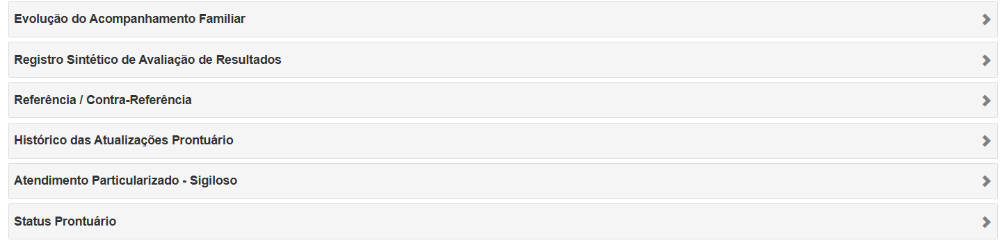 Evolução do Acompanhamento Familiar
Registro Sintético de Avaliação de Resultados
Referência / Contra-Referência
Histórico das Atualizações Prontuário
Atendimento Particularizado - Sigiloso
Status Prontuário